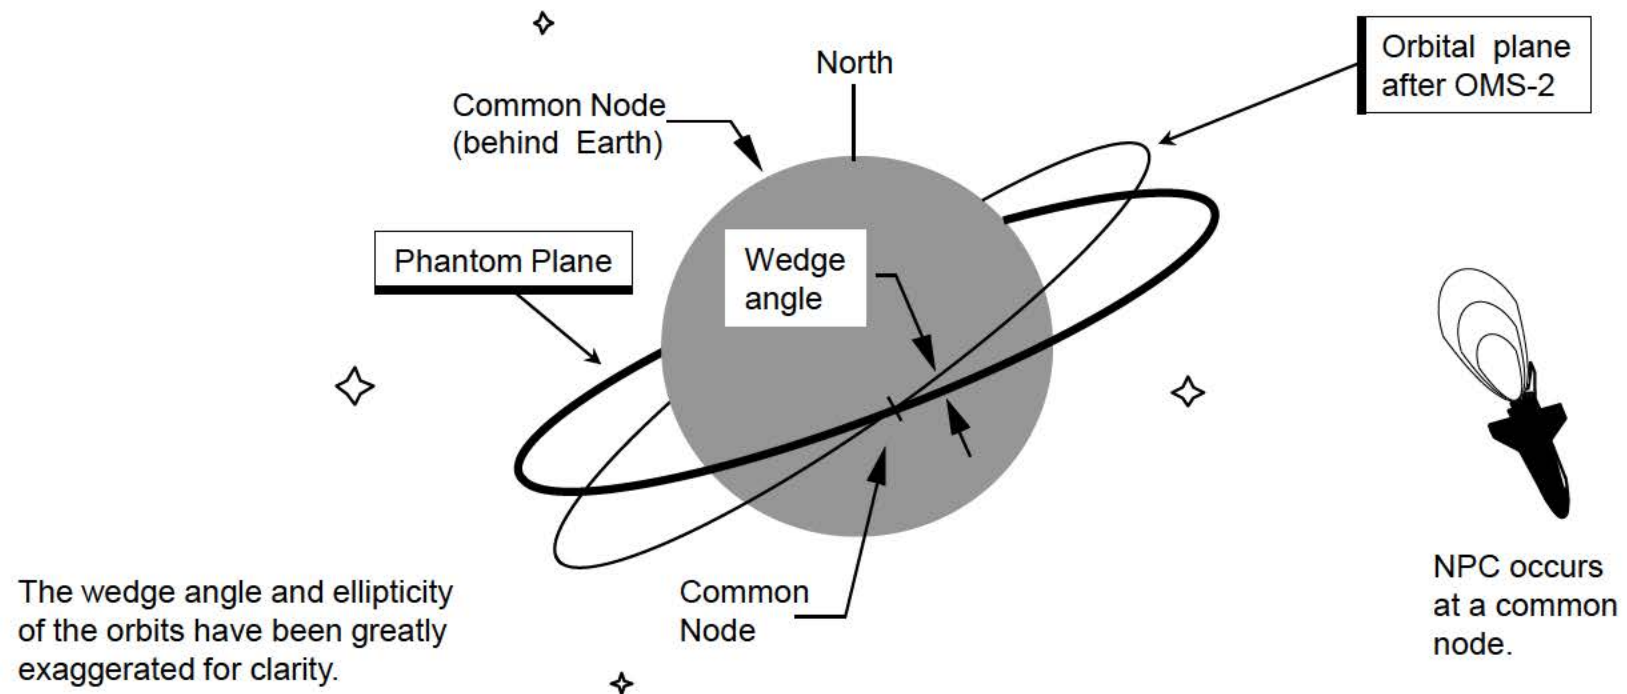 North
Orbital plane
after OMS-2
Common Node
(behind Earth)
Phantom Plane
Wedge
angle
Common
Node
NPC occurs
at a common
node.
The wedge angle and ellipticity
of the orbits have been greatly
exaggerated for clarity.